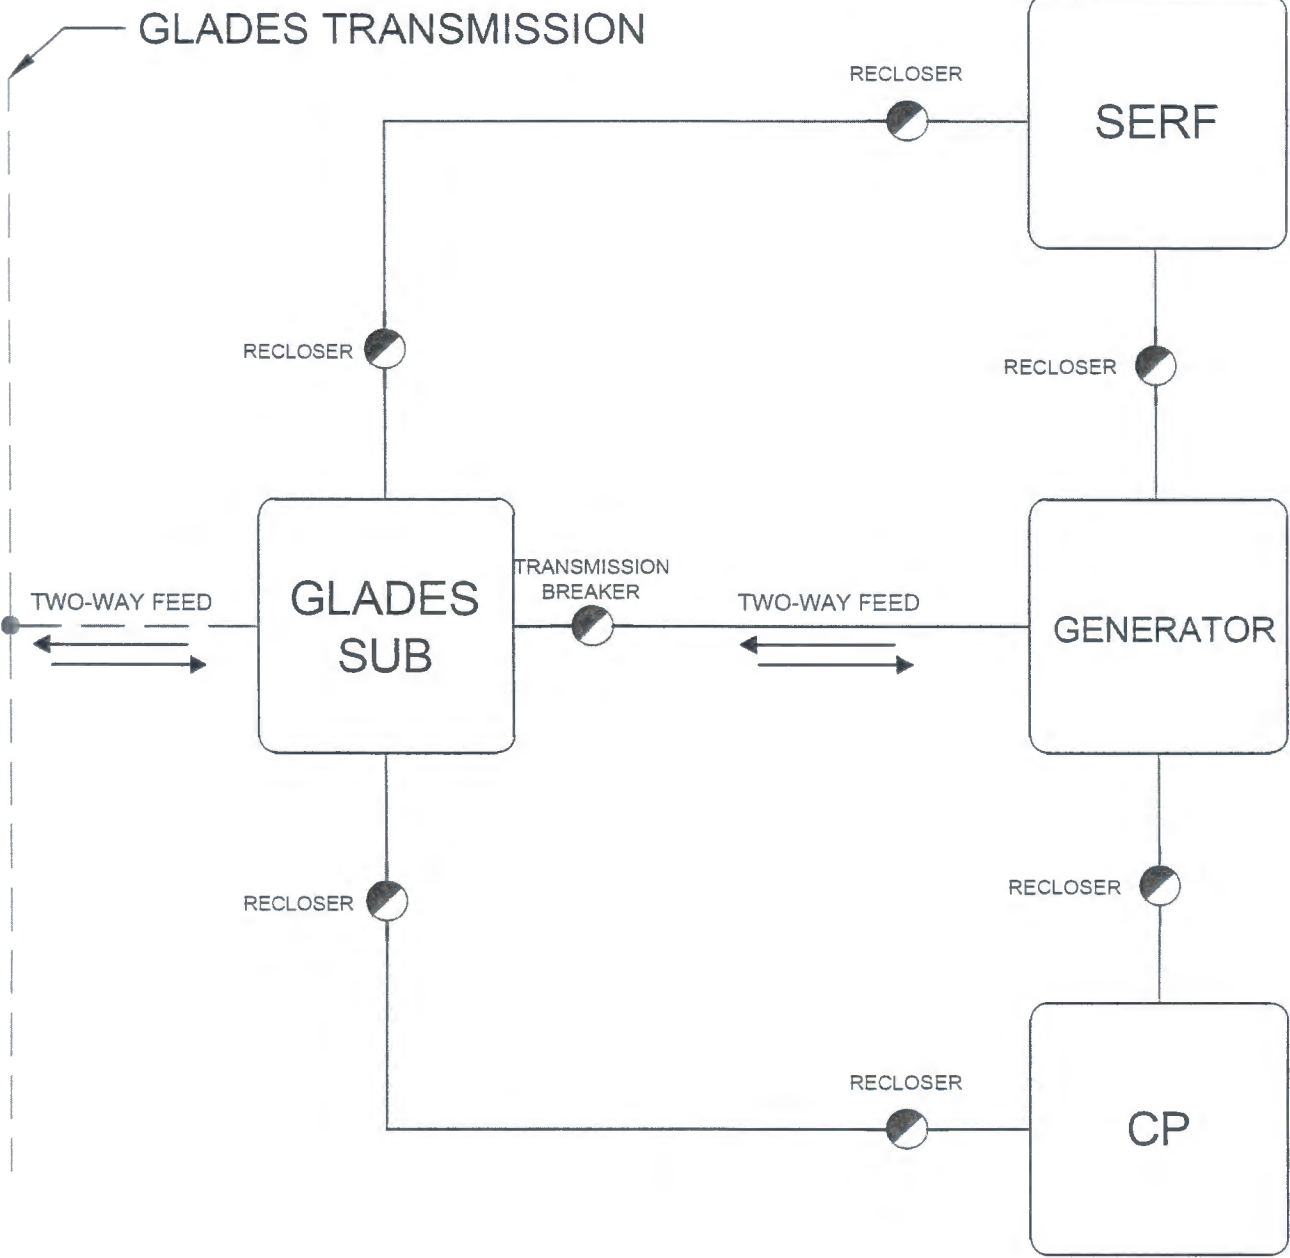 GLADES TRANSMISSION
RECLOSER
SERF
RECLOSER
RECLOSER
TWO-WAY FEED
GLADES
SUB
TRANSMISSION
BREAKER
TWO-WAY FEED
GENERATOR
RECLOSER
RECLOSER
RECLOSER
CP